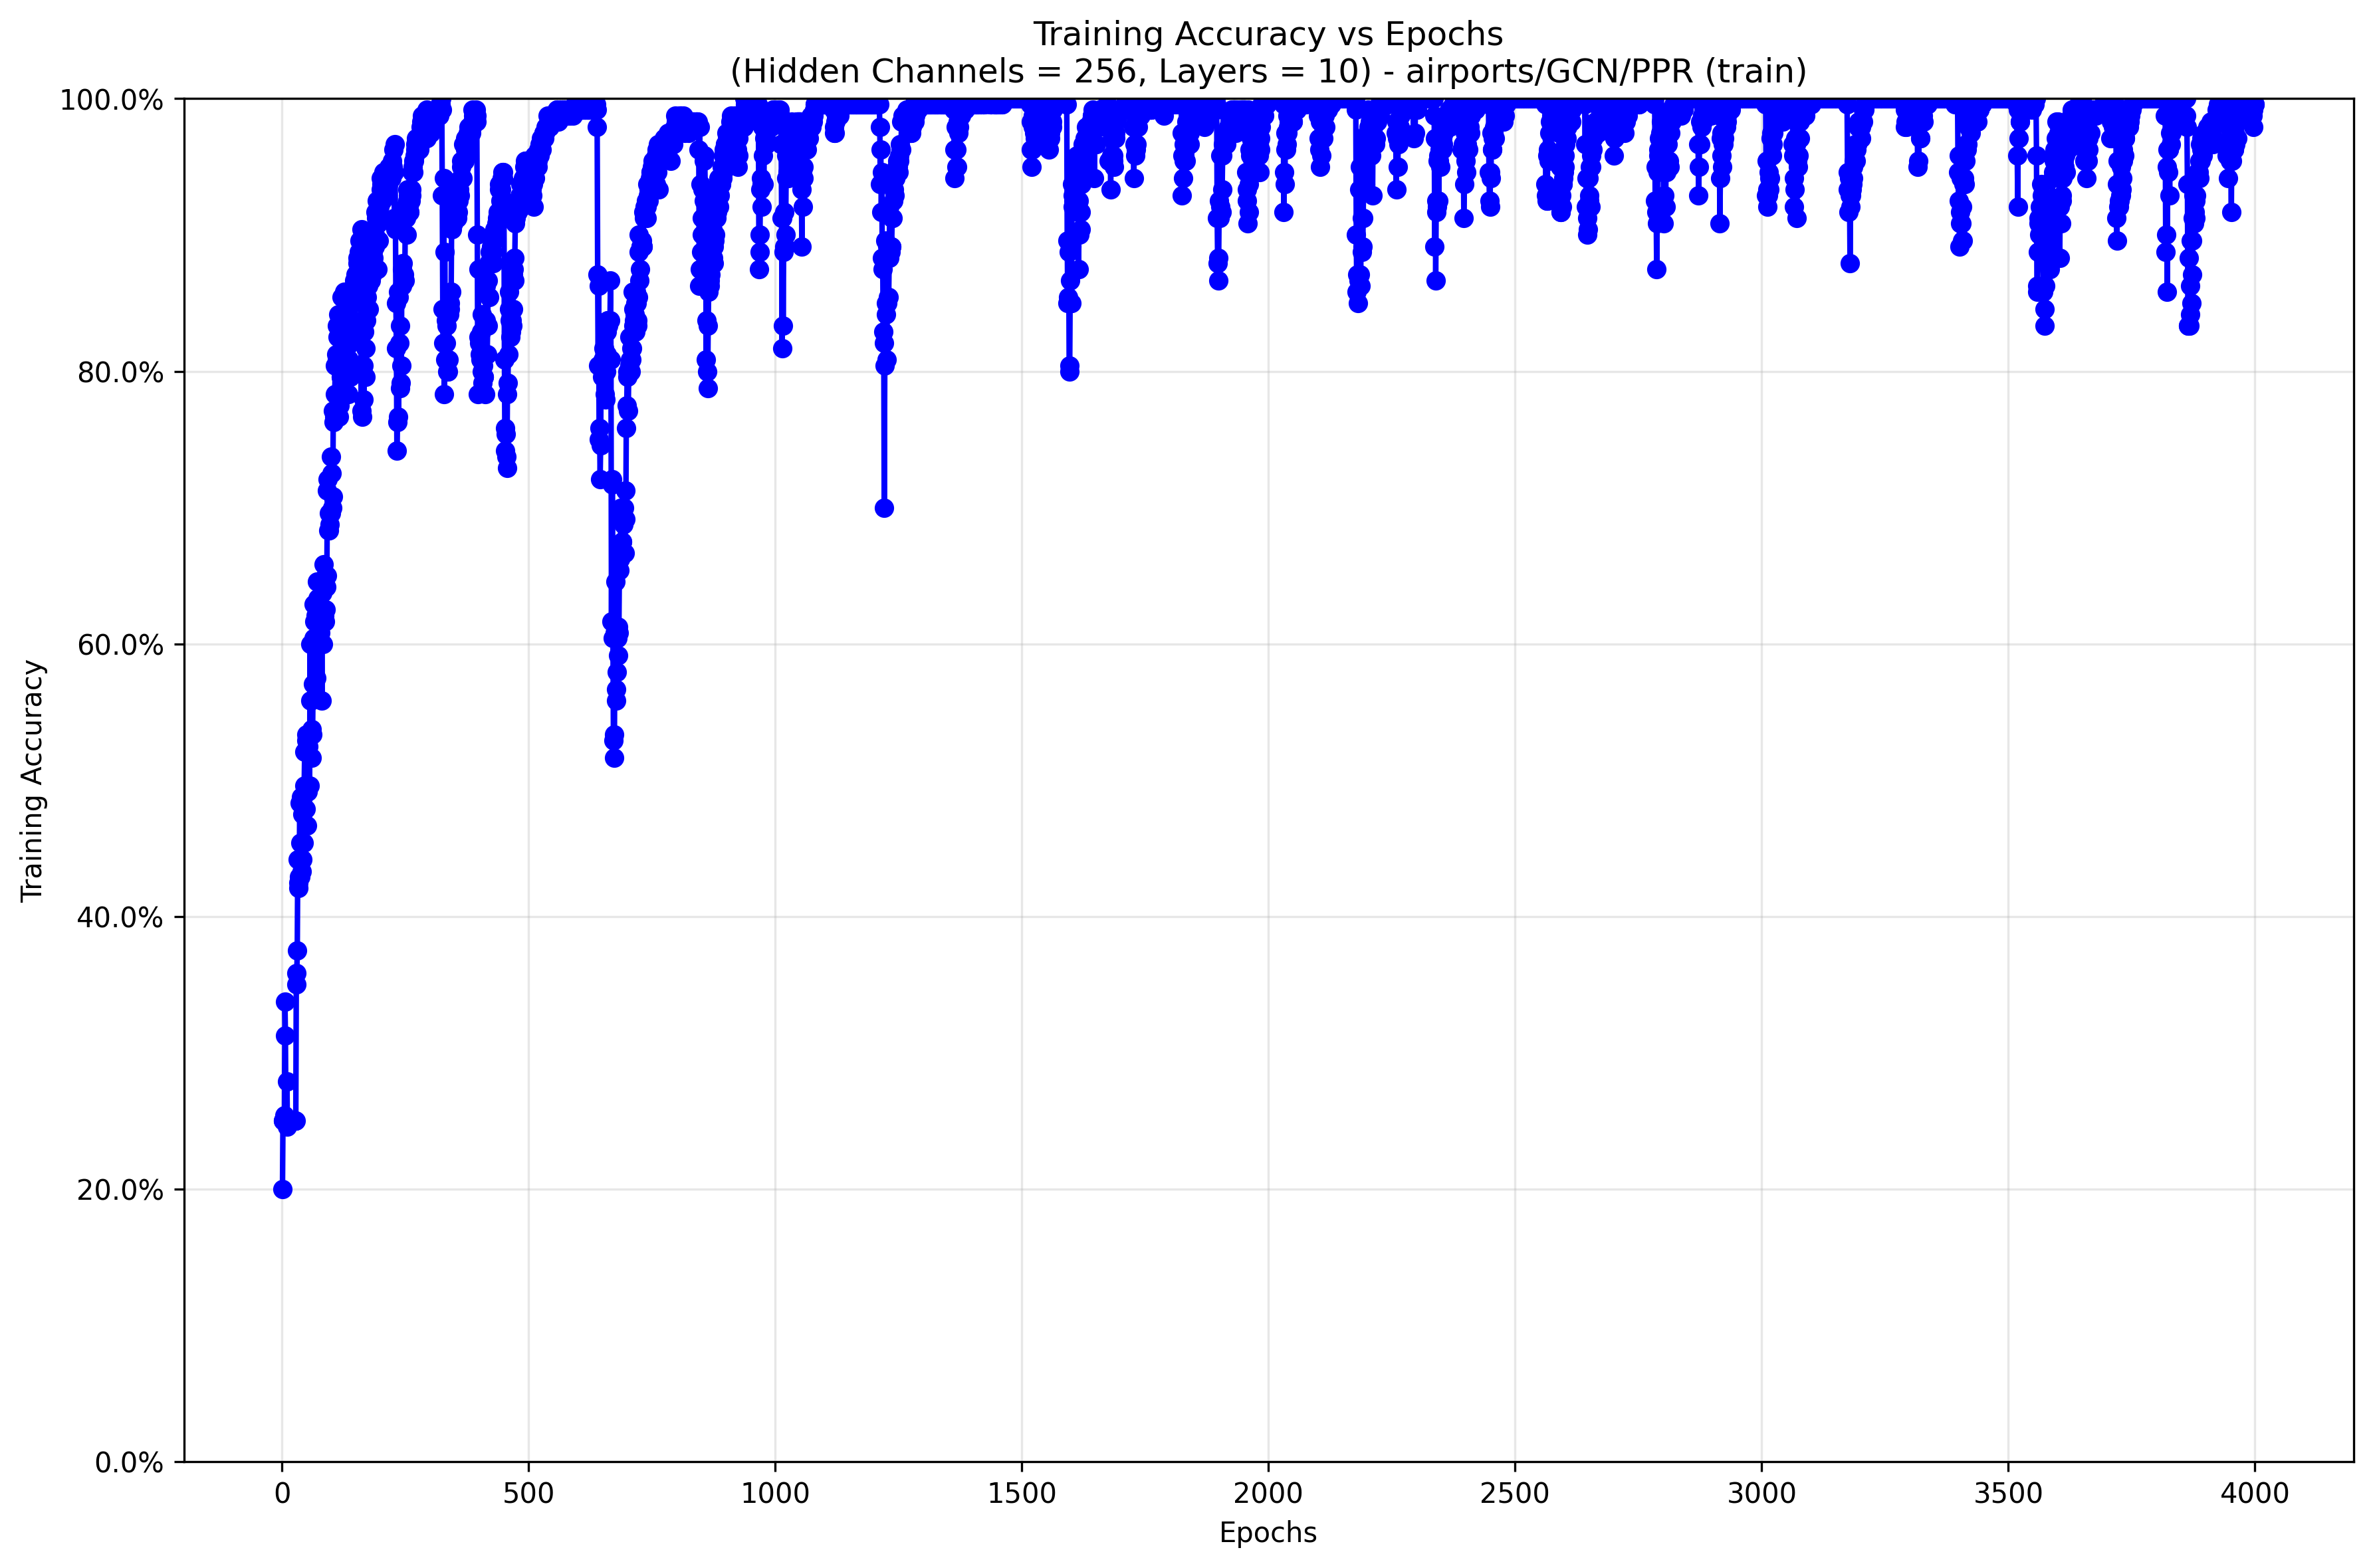 Training Accuracy vs Epochs
(Hidden Channels = 256, Layers = 10) - airports/GCN/PPR (train)
100.0%
80.0%
60.0%
40.0%
20.0%
0.0%
Training Accuracy
0 500 1000 1500 2000 2500 3000 3500 4000
Epochs